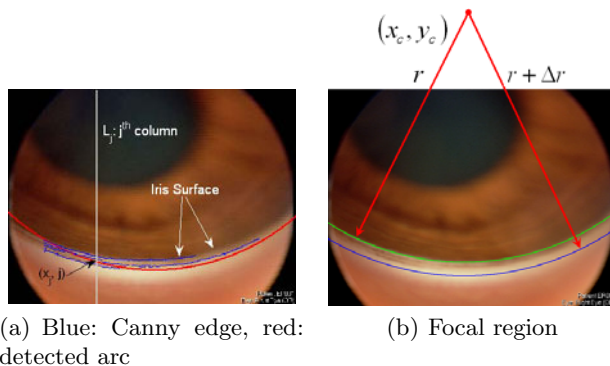 (x_c, y_c)
r
r + Δr
L_j: j^th column
Iris Surface
(x_j, j)
(a) Blue: Canny edge, red:
detected arc
(b) Focal region